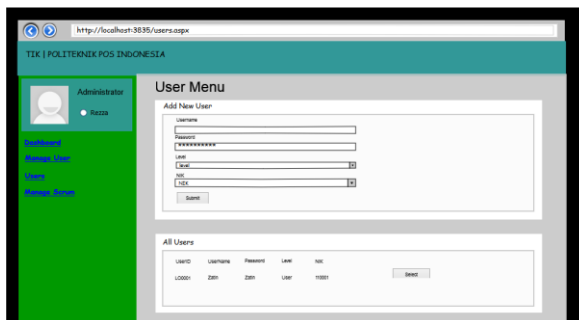 http://localhost:3835/users.aspx
TIK | POLITEKNIK POS INDONESIA
Administrator
Rezza
Dashboard
Manage User
Users
Manage Scrum
User Menu
Add New User
Username
Password
**********
Level
level
NIK
NIK
Submit
All Users
UserID UserName Password Level NIK
LO0001 Zatin Zatin User 110001
Select